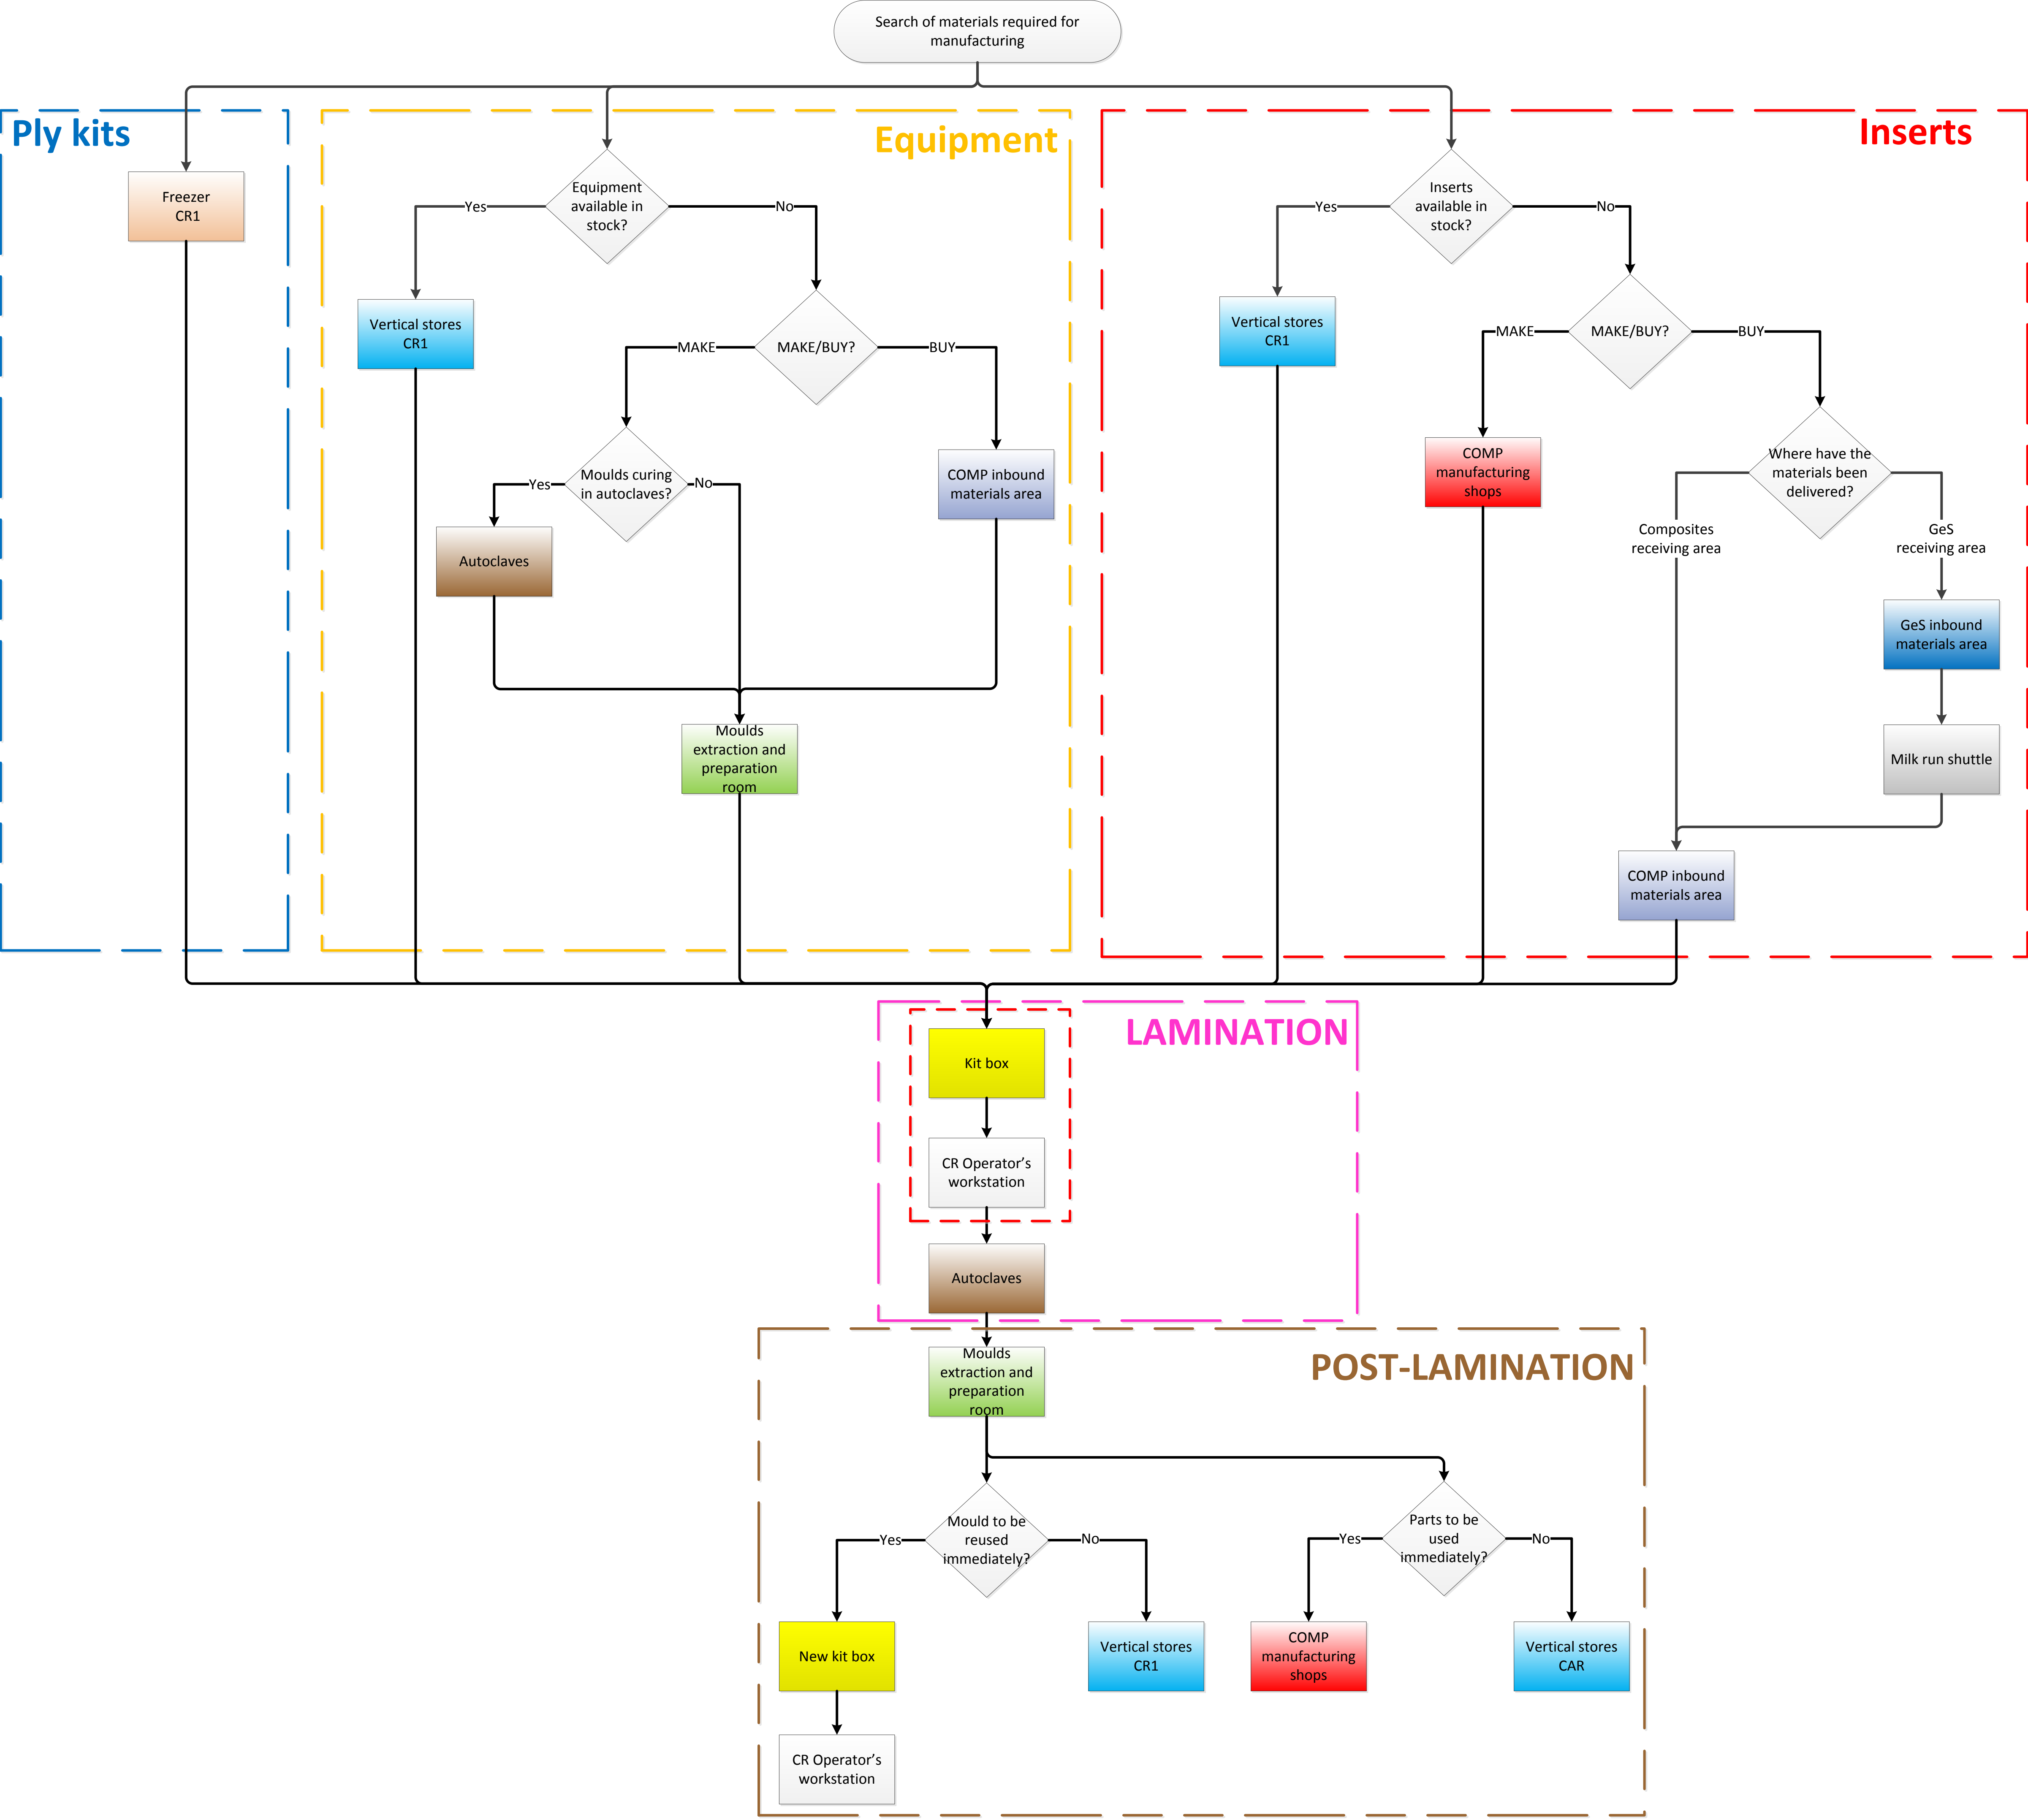 Search of materials required for
manufacturing
Ply kits
Freezer
CR1
Equipment
Equipment
available in
stock?
Yes
No
Vertical stores
CR1
MAKE/BUY?
MAKE
BUY
Moulds curing
in autoclaves?
Yes
No
COMP inbound
materials area
Autoclaves
Moulds
extraction and
preparation
room
Inserts
Inserts
available in
stock?
Yes
No
Vertical stores
CR1
MAKE/BUY?
MAKE
BUY
COMP
manufacturing
shops
Where have the
materials been
delivered?
Composites
receiving area
GeS
receiving area
GeS inbound
materials area
Milk run shuttle
COMP inbound
materials area
LAMINATION
Kit box
CR Operator’s
workstation
Autoclaves
POST-LAMINATION
Moulds
extraction and
preparation
room
Mould to be
reused
immediately?
Yes
No
Parts to be
used
immediately?
Yes
No
New kit box
Vertical stores
CR1
COMP
manufacturing
shops
Vertical stores
CAR
CR Operator’s
workstation